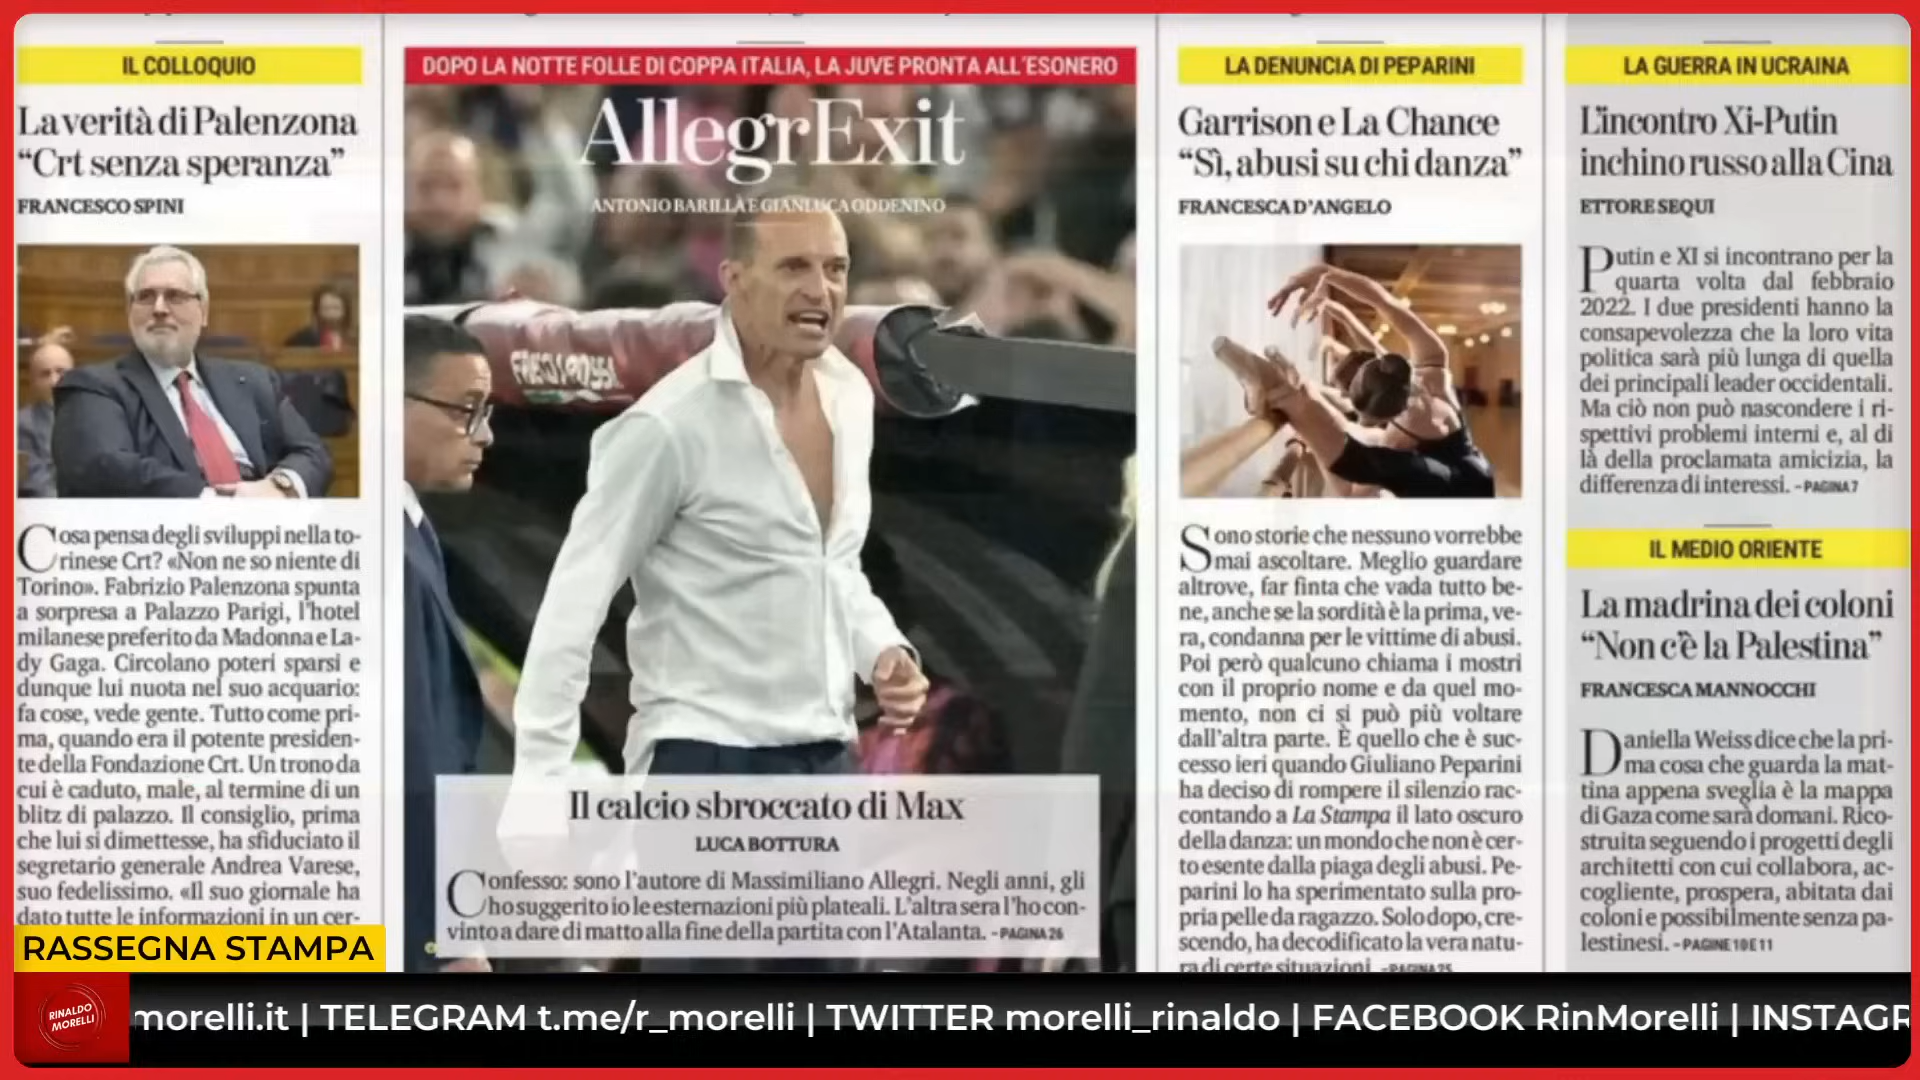 IL COLLOQUIO
La verità di Palenzona
“Crt senza speranza”
FRANCESCO SPINI
Cosa pensa degli sviluppi nella to-
rinese Crt? «Non ne so niente di
Torino». Fabrizio Palenzona spunta
a sorpresa a Palazzo Parigi, l’hotel
milanese preferito da Madonna e La-
dy Gaga. Circolano poteri sparsi e
dunque lui nuota nel suo acquario:
fa cose, vede gente. Tutto come pri-
ma, quando era il potente presiden-
te della Fondazione Crt. Un trono da
cui è caduto, male, al termine di un
blitz di palazzo. Il consiglio, prima
che lui si dimettesse, ha sfiduciato il
segretario generale Andrea Varese,
suo fedelissimo. «Il suo giornale ha
dato tutte le informazioni in un cer-
DOPO LA NOTTE FOLLE DI COPPA ITALIA, LA JUVE PRONTA ALL’ESONERO
AllegrExit
ANTONIO BARILLÀ E GIANLUCA ODDENINO
FRECCIAROSSA
Il calcio sbroccato di Max
LUCA BOTTURA
Confesso: sono l’autore di Massimiliano Allegri. Negli anni, gli
ho suggerito io le esternazioni più plateali. L’altra sera l’ho con-
vinto a dare di matto alla fine della partita con l’Atalanta. – PAGINA 26
LA DENUNCIA DI PEPARINI
Garrison e La Chance
“Sì, abusi su chi danza”
FRANCESCA D’ANGELO
Sono storie che nessuno vorrebbe
mai ascoltare. Meglio guardare
altrove, far finta che vada tutto be-
ne, anche se la sordità è la prima, ve-
ra, condanna per le vittime di abusi.
Poi però qualcuno chiama i mostri
con il proprio nome e da quel mo-
mento, non ci si può più voltare
dall’altra parte. È quello che è suc-
cesso ieri quando Giuliano Peparini
ha deciso di rompere il silenzio rac-
contando a La Stampa il lato oscuro
della danza: un mondo che non è cer-
to esente dalla piaga degli abusi. Pe-
parini lo ha sperimentato sulla pro-
pria pelle da ragazzo. Solo dopo, cre-
scendo, ha decodificato la vera natu-
ra di certe situazioni. – PAGINA 25
LA GUERRA IN UCRAINA
L’incontro Xi-Putin
inchino russo alla Cina
ETTORE SEQUI
Putin e XI si incontrano per la
quarta volta dal febbraio
2022. I due presidenti hanno la
consapevolezza che la loro vita
politica sarà più lunga di quella
dei principali leader occidentali.
Ma ciò non può nascondere i ri-
spettivi problemi interni e, al di
là della proclamata amicizia, la
differenza di interessi. – PAGINA 7
IL MEDIO ORIENTE
La madrina dei coloni
“Non c’è la Palestina”
FRANCESCA MANNOCCHI
Daniella Weiss dice che la pri-
ma cosa che guarda la mat-
tina appena sveglia è la mappa
di Gaza come sarà domani. Rico-
struita seguendo i progetti degli
architetti con cui collabora, ac-
cogliente, prospera, abitata dai
coloni e possibilmente senza pa-
lestinesi. – PAGINE 10 E 11
RASSEGNA STAMPA
RINALDO
MORELLI
morelli.it | TELEGRAM t.me/r_morelli | TWITTER morelli_rinaldo | FACEBOOK RinMorelli | INSTAGR